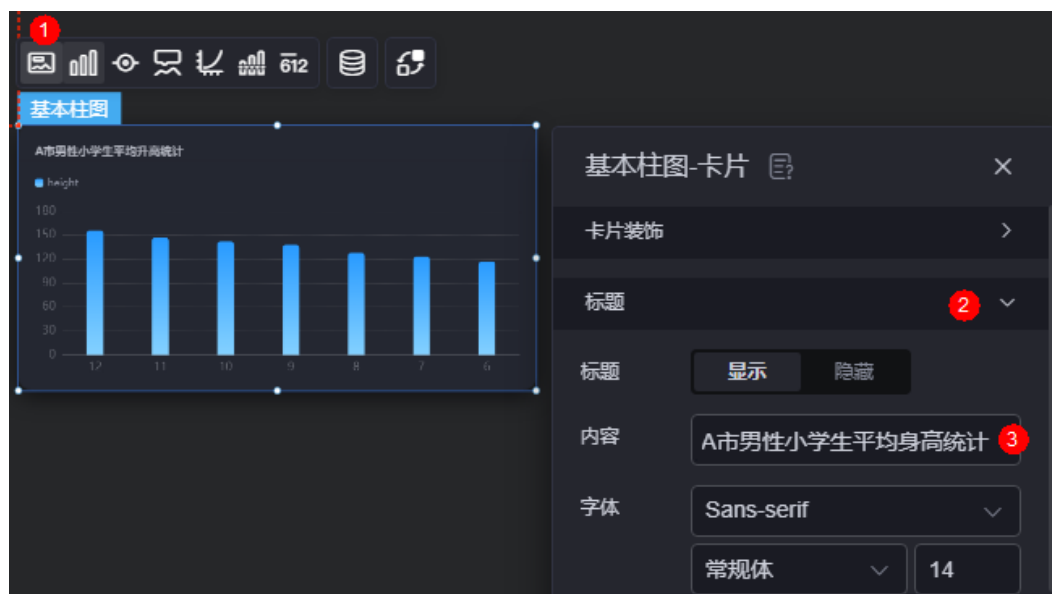 1
612
基本柱图
A市男性小学生平均升高统计
height
180
150
120
90
60
30
0
12 11 10 9 8 7 6
基本柱图-卡片
卡片装饰
标题 2
标题 显示 隐藏
内容 A市男性小学生平均身高统计 3
字体 Sans-serif
常规体 14